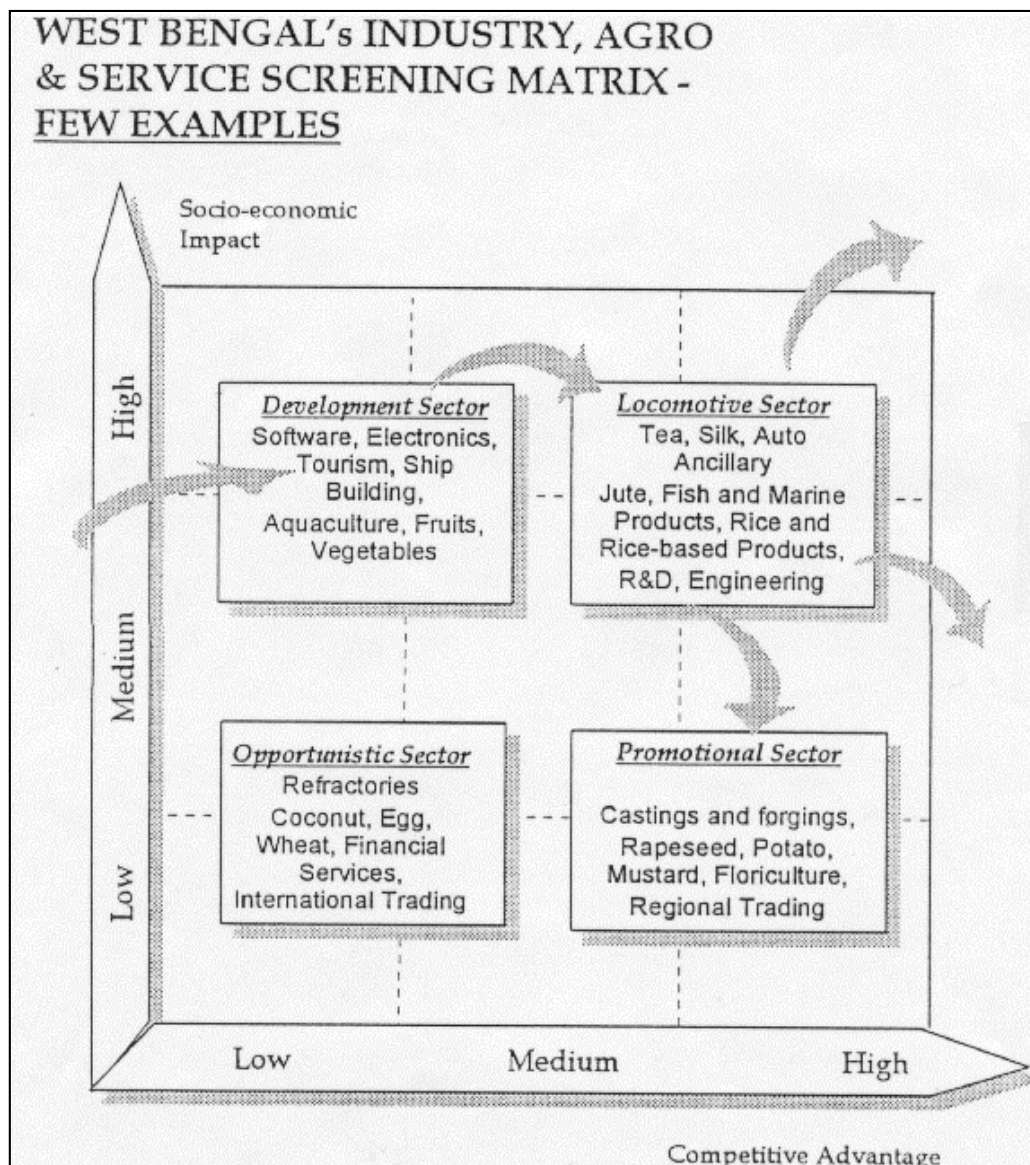 WEST BENGAL's INDUSTRY, AGRO
& SERVICE SCREENING MATRIX -
FEW EXAMPLES
Socio-economic
Impact
High
Medium
Low
Development Sector
Software, Electronics,
Tourism, Ship
Building,
Aquaculture, Fruits,
Vegetables
Locomotive Sector
Tea, Silk, Auto
Ancillary
Jute, Fish and Marine
Products, Rice and
Rice-based Products,
R&D, Engineering
Opportunistic Sector
Refractories
Coconut, Egg,
Wheat, Financial
Services,
International Trading
Promotional Sector
Castings and forgings,
Rapeseed, Potato,
Mustard, Floriculture,
Regional Trading
Low
Medium
High
Competitive Advantage